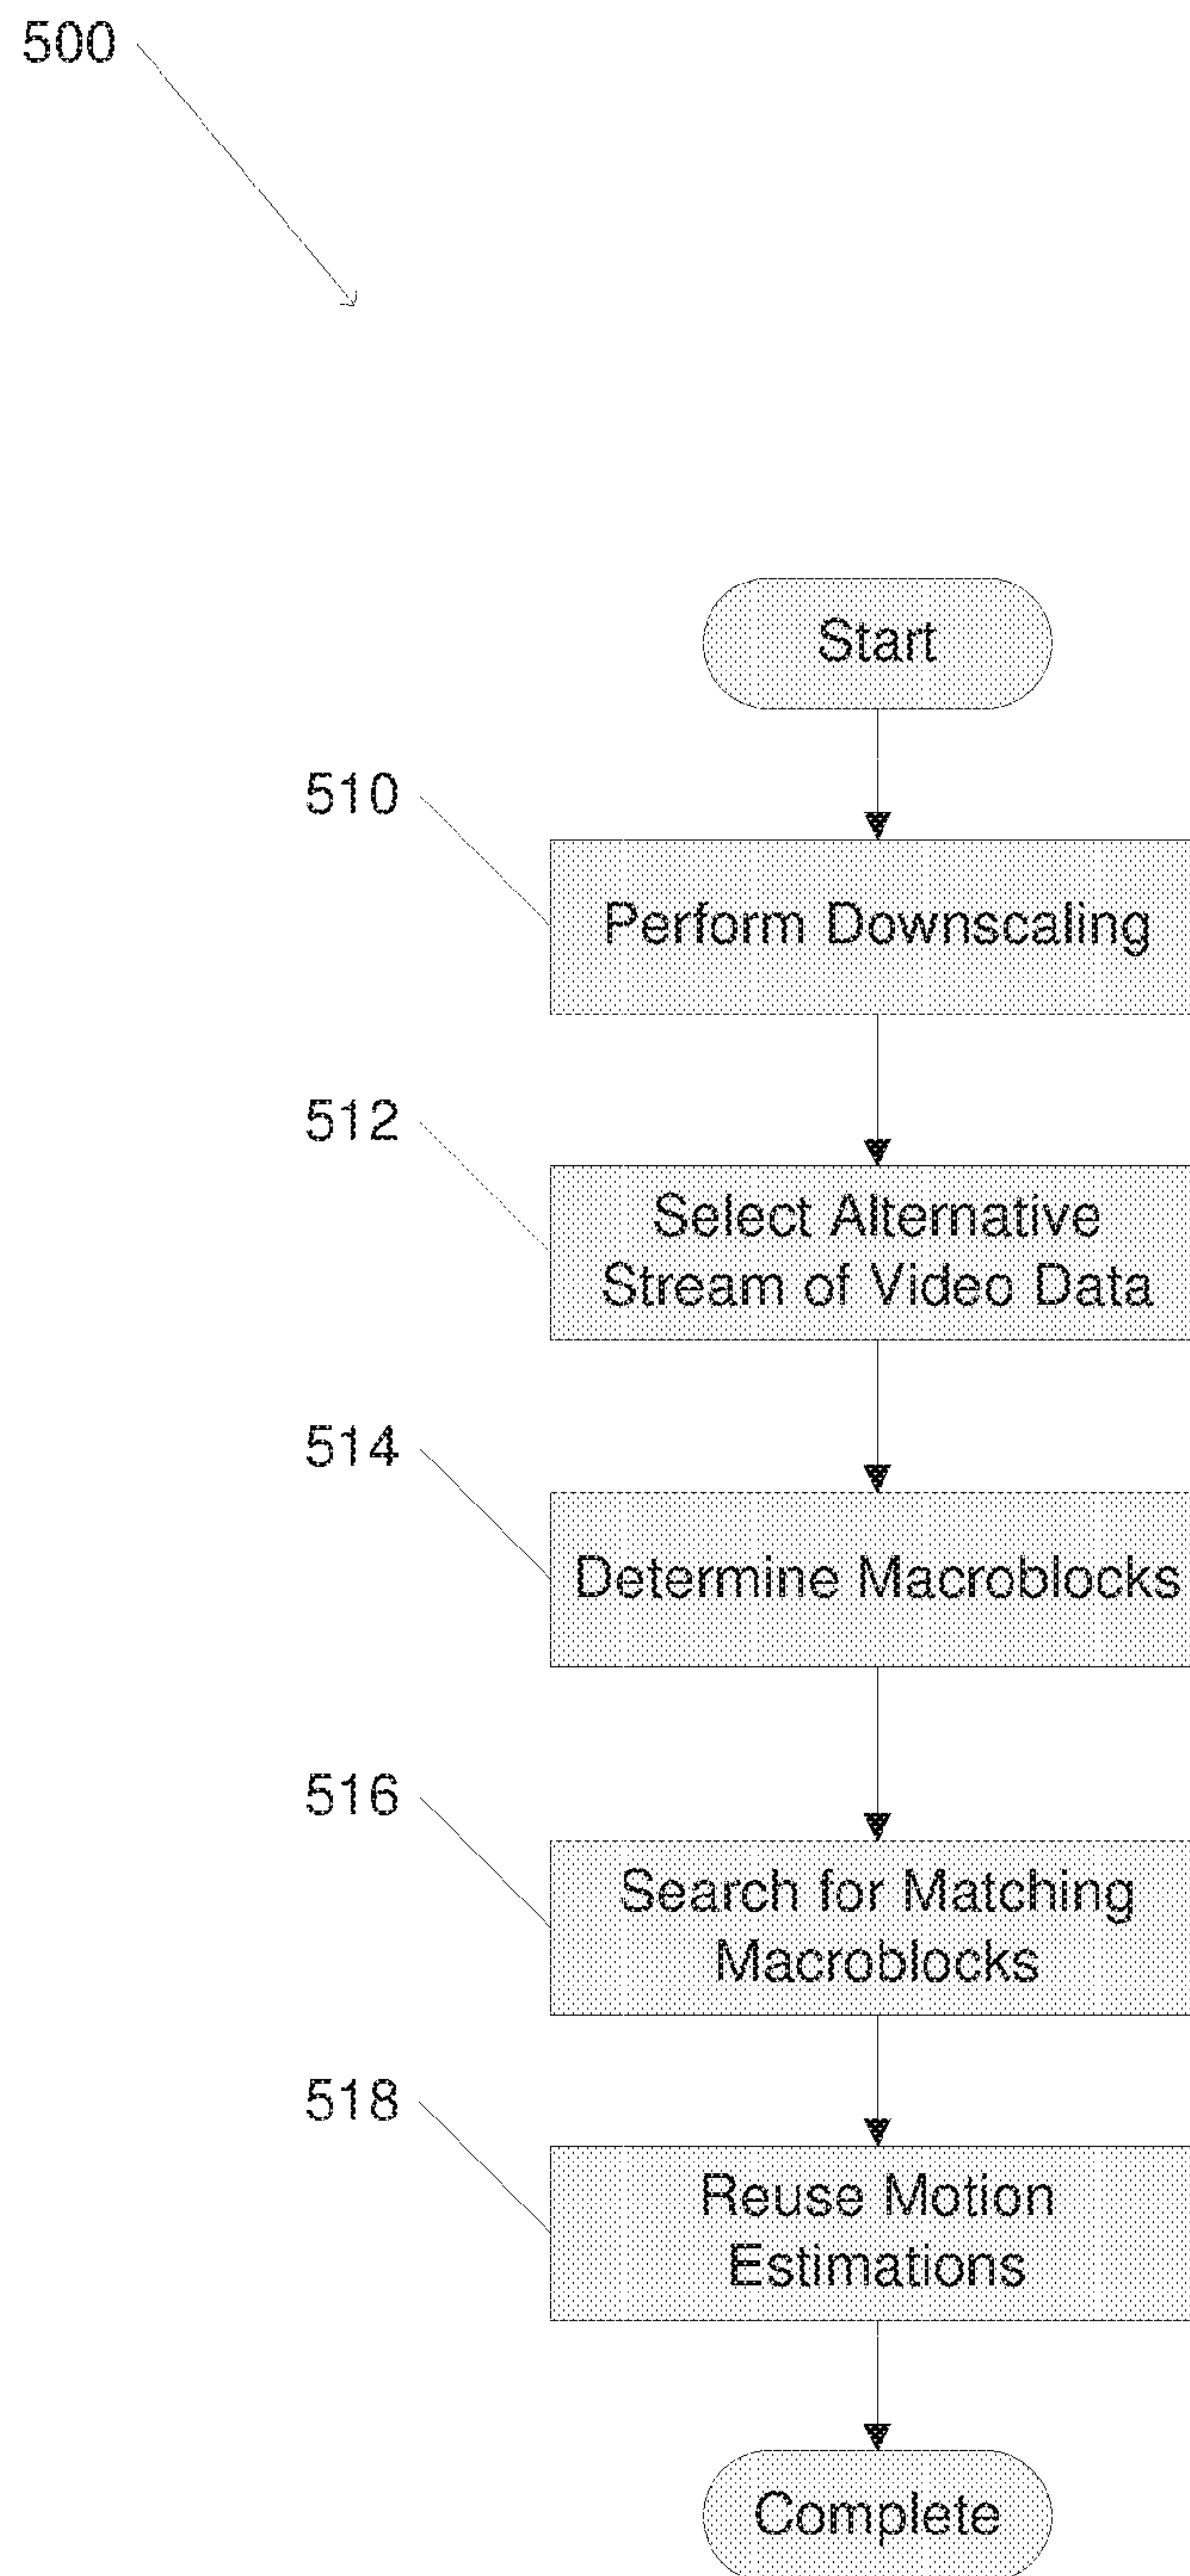 500
Start
510
Perform Downscaling
512
Select Alternative
Stream of Video Data
514
Determine Macroblocks
516
Search for Matching
Macroblocks
518
Reuse Motion
Estimations
Complete